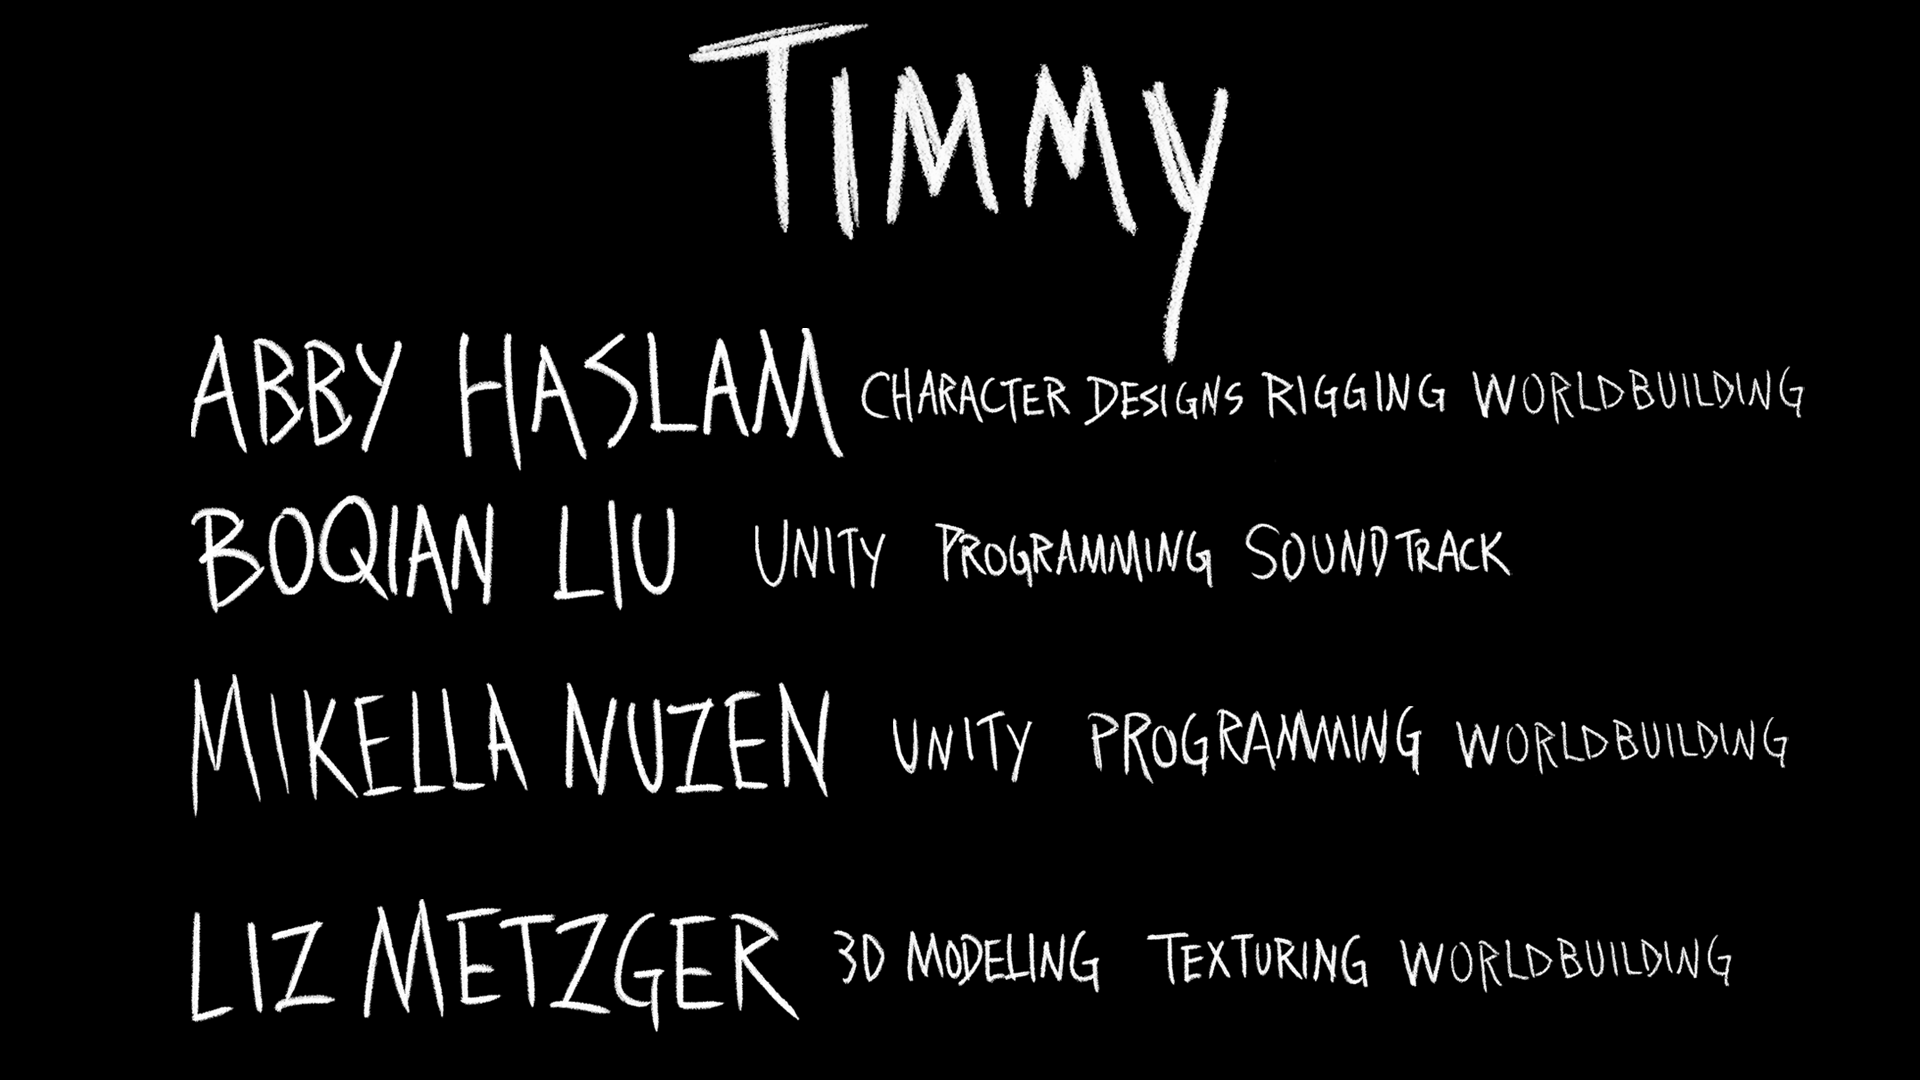 TIMMY
ABBY HASLAM CHARACTER DESIGNS RIGGING WORLDBUILDING
BOQIAN LIU UNITY PROGRAMMING SOUNDTRACK
MIKELLA NUZEN UNITY PROGRAMMING WORLDBUILDING
LIZ METZGER 3D MODELING TEXTURING WORLDBUILDING